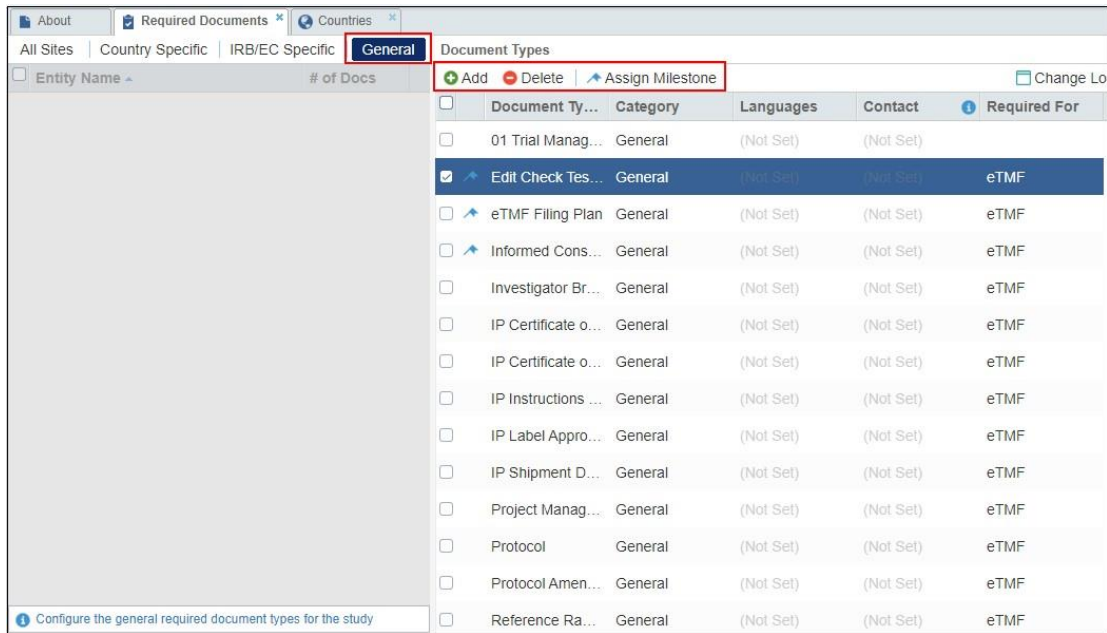 About
Required Documents
Countries
All Sites Country Specific IRB/EC Specific General Document Types
Entity Name # of Docs
Add Delete Assign Milestone Change Lo
Document Ty... Category Languages Contact Required For
01 Trial Manag... General (Not Set) (Not Set)
Edit Check Tes... General (Not Set) (Not Set) eTMF
eTMF Filing Plan General (Not Set) (Not Set) eTMF
Informed Cons... General (Not Set) (Not Set) eTMF
Investigator Br... General (Not Set) (Not Set) eTMF
IP Certificate o... General (Not Set) (Not Set) eTMF
IP Certificate o... General (Not Set) (Not Set) eTMF
IP Instructions ... General (Not Set) (Not Set) eTMF
IP Label Appro... General (Not Set) (Not Set) eTMF
IP Shipment D... General (Not Set) (Not Set) eTMF
Project Manag... General (Not Set) (Not Set) eTMF
Protocol General (Not Set) (Not Set) eTMF
Protocol Amen... General (Not Set) (Not Set) eTMF
Reference Ra... General (Not Set) (Not Set) eTMF
Configure the general required document types for the study